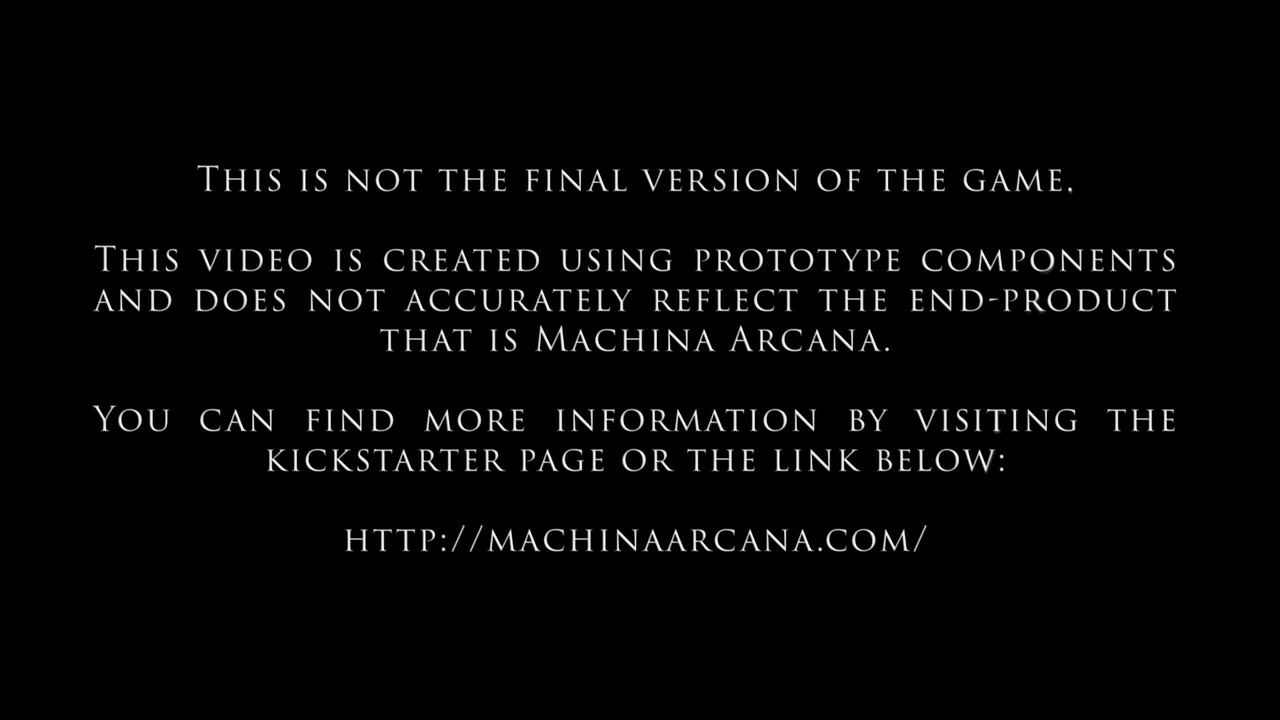 This is not the final version of the game.
This video is created using prototype components
and does not accurately reflect the end-product
that is Machina Arcana.
You can find more information by visiting the
kickstarter page or the link below:
http://machinaarcana.com/